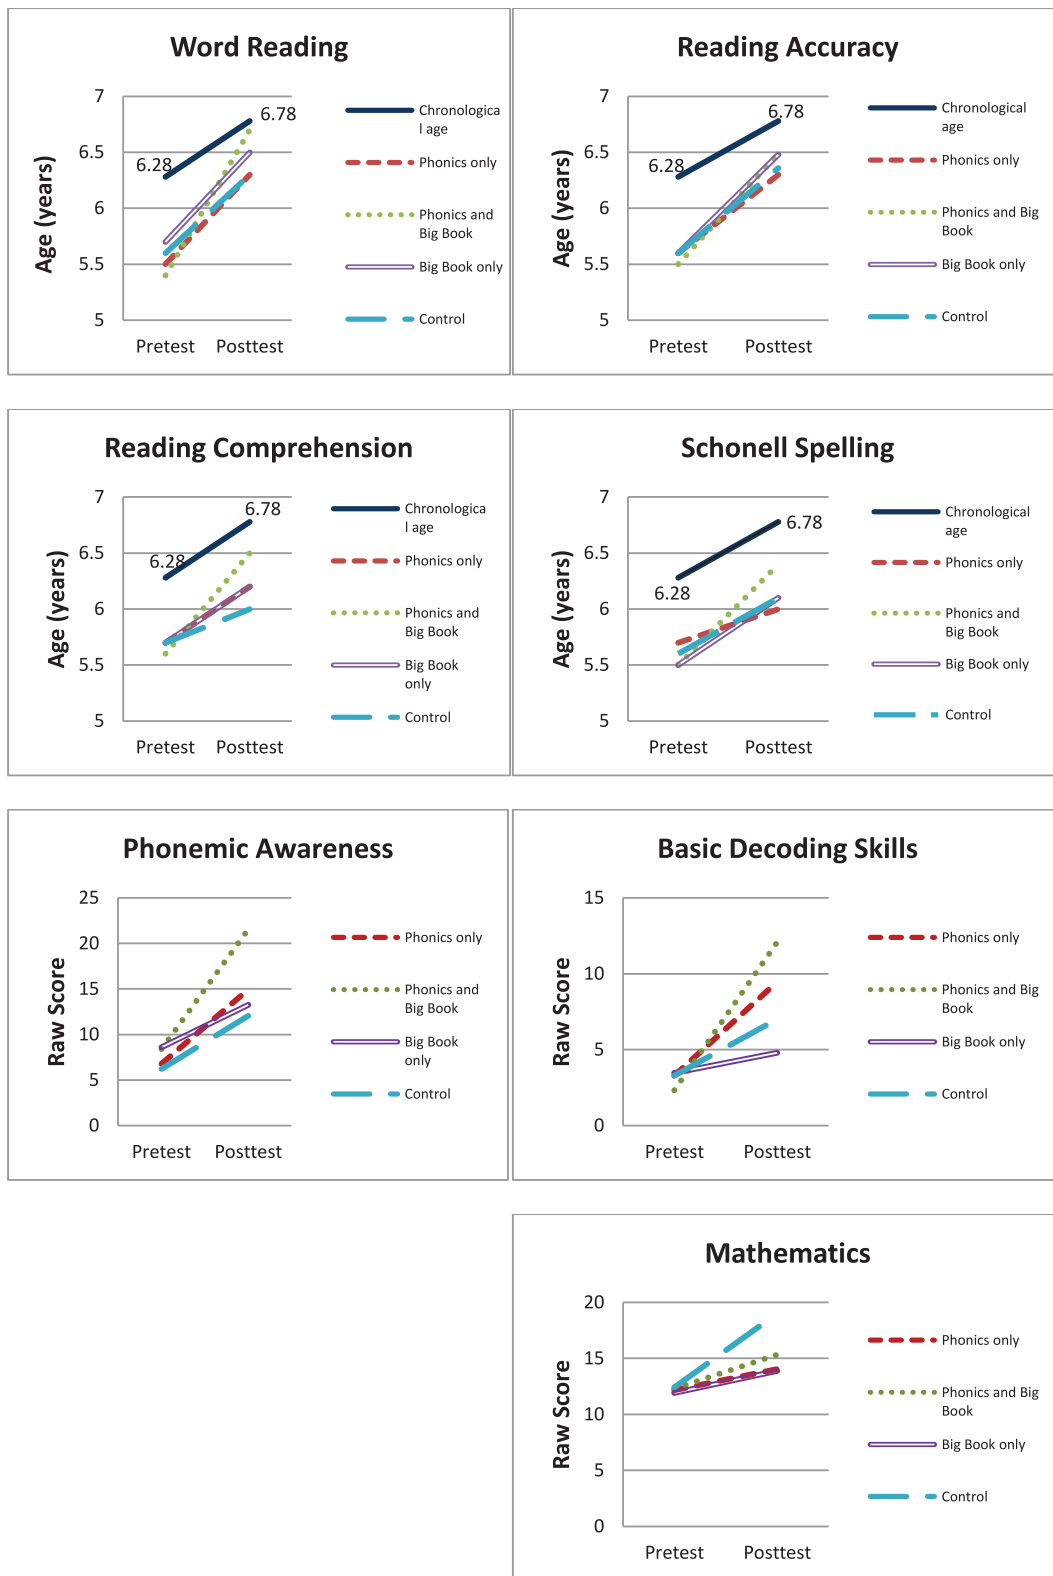 Word Reading
7
6.5
6
5.5
5
Age (years)
6.28
6.78
Pretest
Posttest
Chronologica
l age
Phonics only
Phonics and
Big Book
Big Book only
Control
Reading Accuracy
7
6.5
6
5.5
5
Age (years)
6.28
6.78
Pretest
Posttest
Chronological
age
Phonics only
Phonics and Big
Book
Big Book only
Control
Reading Comprehension
7
6.5
6
5.5
5
Age (years)
6.28
6.78
Pretest
Posttest
Chronologica
l age
Phonics only
Phonics and
Big Book
Big Book
only
Control
Schonell Spelling
7
6.5
6
5.5
5
Age (years)
6.28
6.78
Pretest
Posttest
Chronological
age
Phonics only
Phonics and
Big Book
Big Book only
Control
Phonemic Awareness
25
20
15
10
5
0
Raw Score
Pretest
Posttest
Phonics only
Phonics and
Big Book
Big Book
only
Control
Basic Decoding Skills
15
10
5
0
Raw Score
Pretest
Posttest
Phonics only
Phonics and Big
Book
Big Book only
Control
Mathematics
20
15
10
5
0
Raw Score
Pretest
Posttest
Phonics only
Phonics and Big
Book
Big Book only
Control